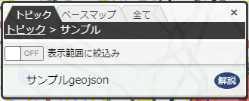 トピック ベースマップ 全て ×
トピック > サンプル
OFF 表示範囲に絞込み
サンプルgeojson 解説